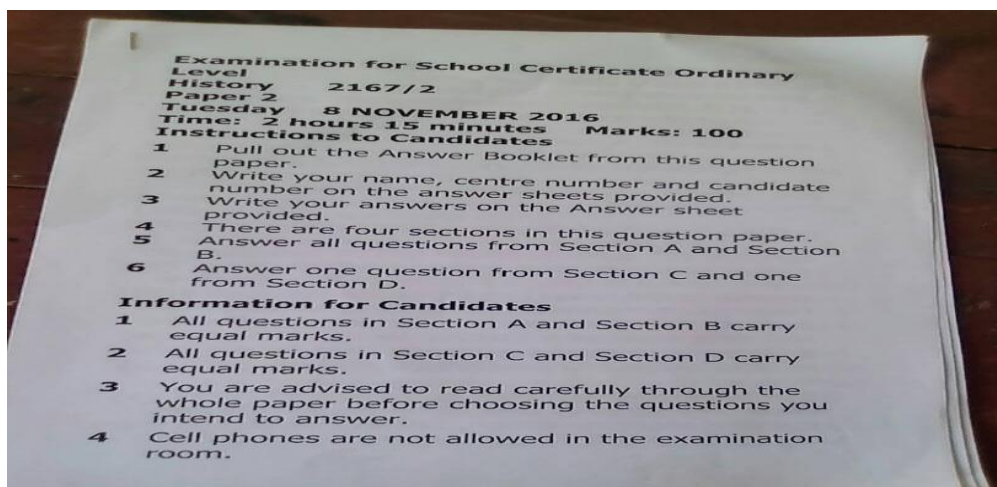 Examination for School Certificate Ordinary
Level
History 2167/2
Paper 2
Tuesday 8 NOVEMBER 2016
Time: 2 hours 15 minutes Marks: 100
Instructions to Candidates
1 Pull out the Answer Booklet from this question
paper.
2 Write your name, centre number and candidate
number on the answer sheets provided.
3 Write your answers on the Answer sheet
provided.
4 There are four sections in this question paper.
5 Answer all questions from Section A and Section
B.
6 Answer one question from Section C and one
from Section D.
Information for Candidates
1 All questions in Section A and Section B carry
equal marks.
2 All questions in Section C and Section D carry
equal marks.
3 You are advised to read carefully through the
whole paper before choosing the questions you
intend to answer.
4 Cell phones are not allowed in the examination
room.